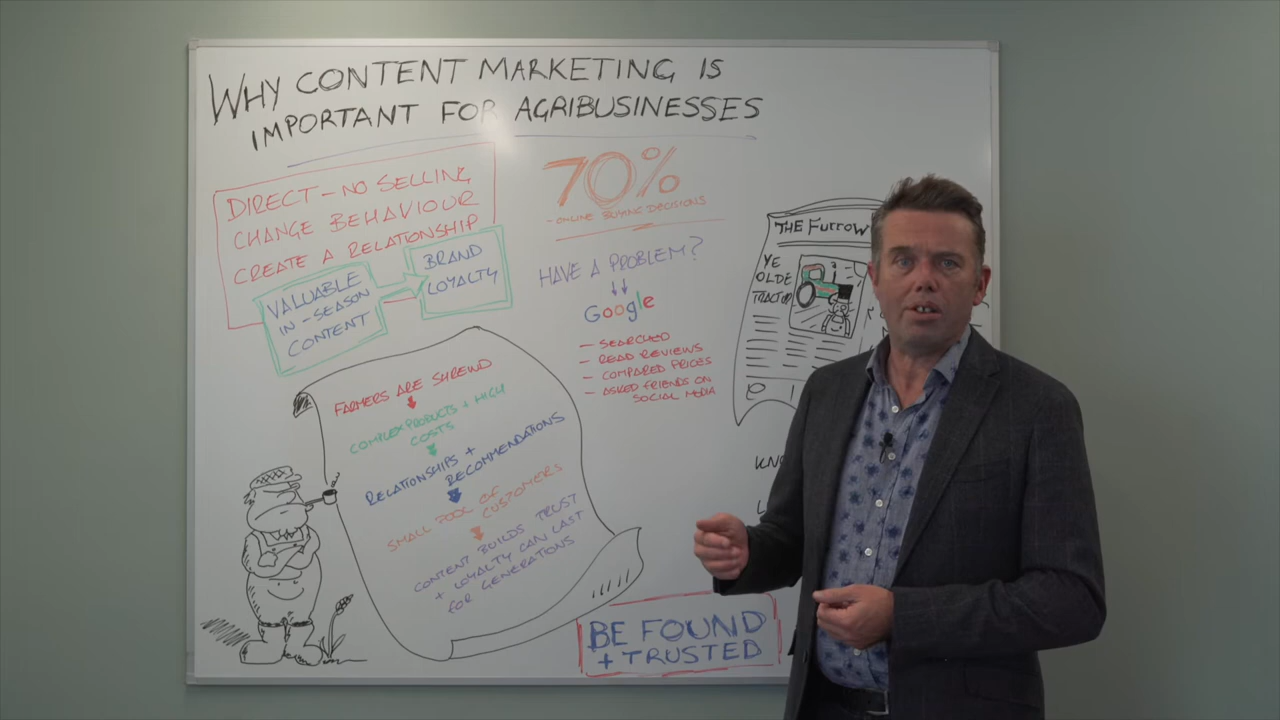 WHY CONTENT MARKETING IS
IMPORTANT FOR AGRIBUSINESSES
DIRECT - NO SELLING
CHANGE BEHAVIOUR
CREATE A RELATIONSHIP
VALUABLE
IN-SEASON
CONTENT
BRAND
LOYALTY
70%
- ONLINE BUYING DECISIONS
HAVE A PROBLEM?
Google
- SEARCHED
- READ REVIEWS
- COMPARED PRICES
- ASKED FRIENDS ON
SOCIAL MEDIA
THE FURROW
YE
OLDE
TRACTOR
FARMERS ARE SHREWD
COMPLEX PRODUCTS + HIGH
COSTS
RELATIONSHIPS +
RECOMMENDATIONS
SMALL POOL OF
CUSTOMERS
CONTENT BUILDS TRUST
+ LOYALTY CAN LAST
FOR GENERATIONS
BE FOUND
+ TRUSTED